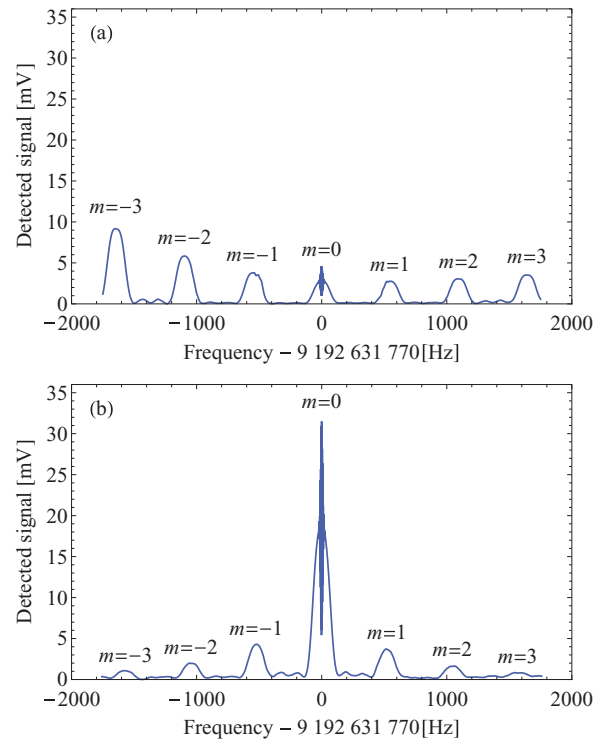 (a)
35
30
25
20
15
10
5
0
Detected signal [mV]
m=−3
m=−2
m=−1
m=0
m=1
m=2
m=3
−2000 −1000 0 1000 2000
Frequency − 9 192 631 770[Hz]
(b)
35
30
25
20
15
10
5
0
Detected signal [mV]
m=0
m=−3
m=−2
m=−1
m=1
m=2
m=3
−2000 −1000 0 1000 2000
Frequency − 9 192 631 770[Hz]